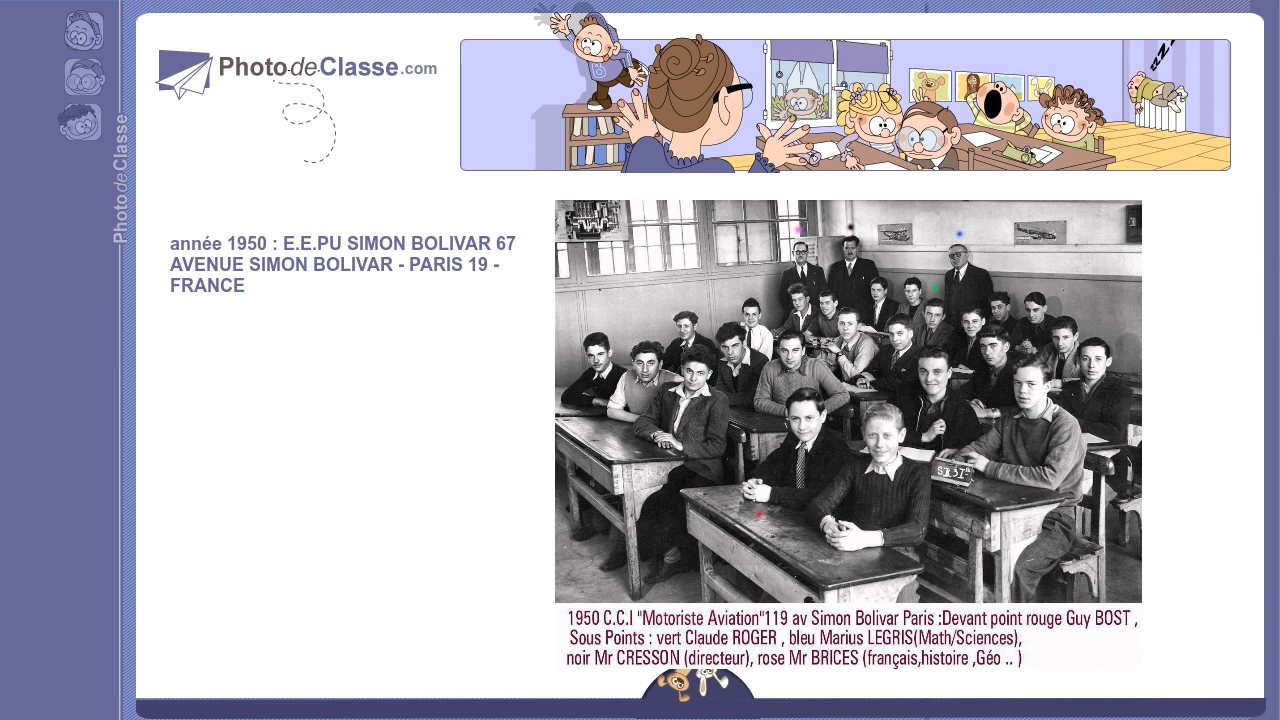 PhotodeClasse.com
PhotodeClasse
zzz
année 1950 : E.E.PU SIMON BOLIVAR 67
AVENUE SIMON BOLIVAR - PARIS 19 -
FRANCE
1950 C.C.I "Motoriste Aviation"119 av Simon Bolivar Paris :Devant point rouge Guy BOST ,
Sous Points : vert Claude ROGER , bleu Marius LEGRIS(Math/Sciences),
noir Mr CRESSON (directeur), rose Mr BRICES (français,histoire ,Géo .. )